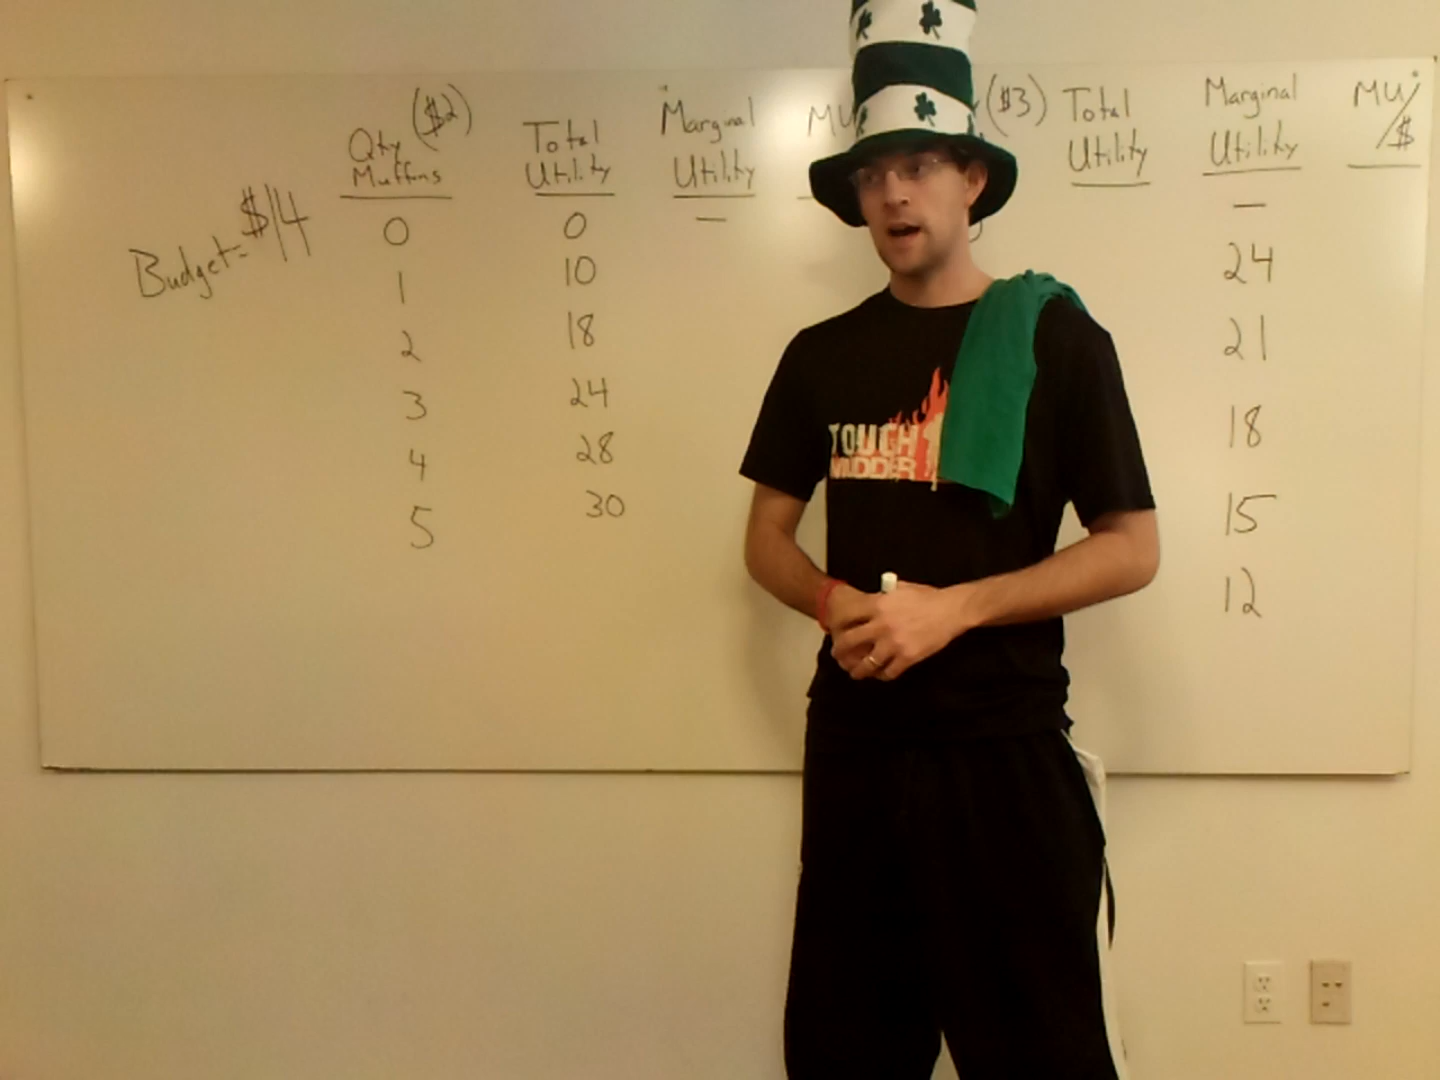 Budget = $14
Qty ($2)
Muffins
0
1
2
3
4
5
Total
Utility
0
10
18
24
28
30
Marginal
Utility
—
MU
($3)
Total
Utility
Marginal
Utility
—
24
21
18
15
12
MU/
$
TOUGH
MUDDER